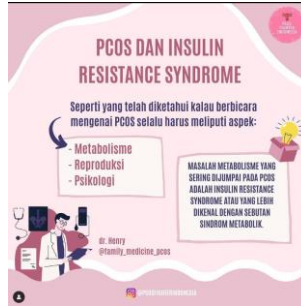 PCOS DAN INSULIN
RESISTANCE SYNDROME
Seperti yang telah diketahui kalau berbicara
mengenai PCOS selalu harus meliputi aspek:
- Metabolisme
- Reproduksi
- Psikologi
MASALAH METABOLISME YANG
SERING DIJUMPAI PADA PCOS
ADALAH INSULIN RESISTANCE
SYNDROME ATAU YANG LEBIH
DIKENAL DENGAN SEBUTAN
SINDROM METABOLIK.
dr. Henry
@family_medicine_pcos